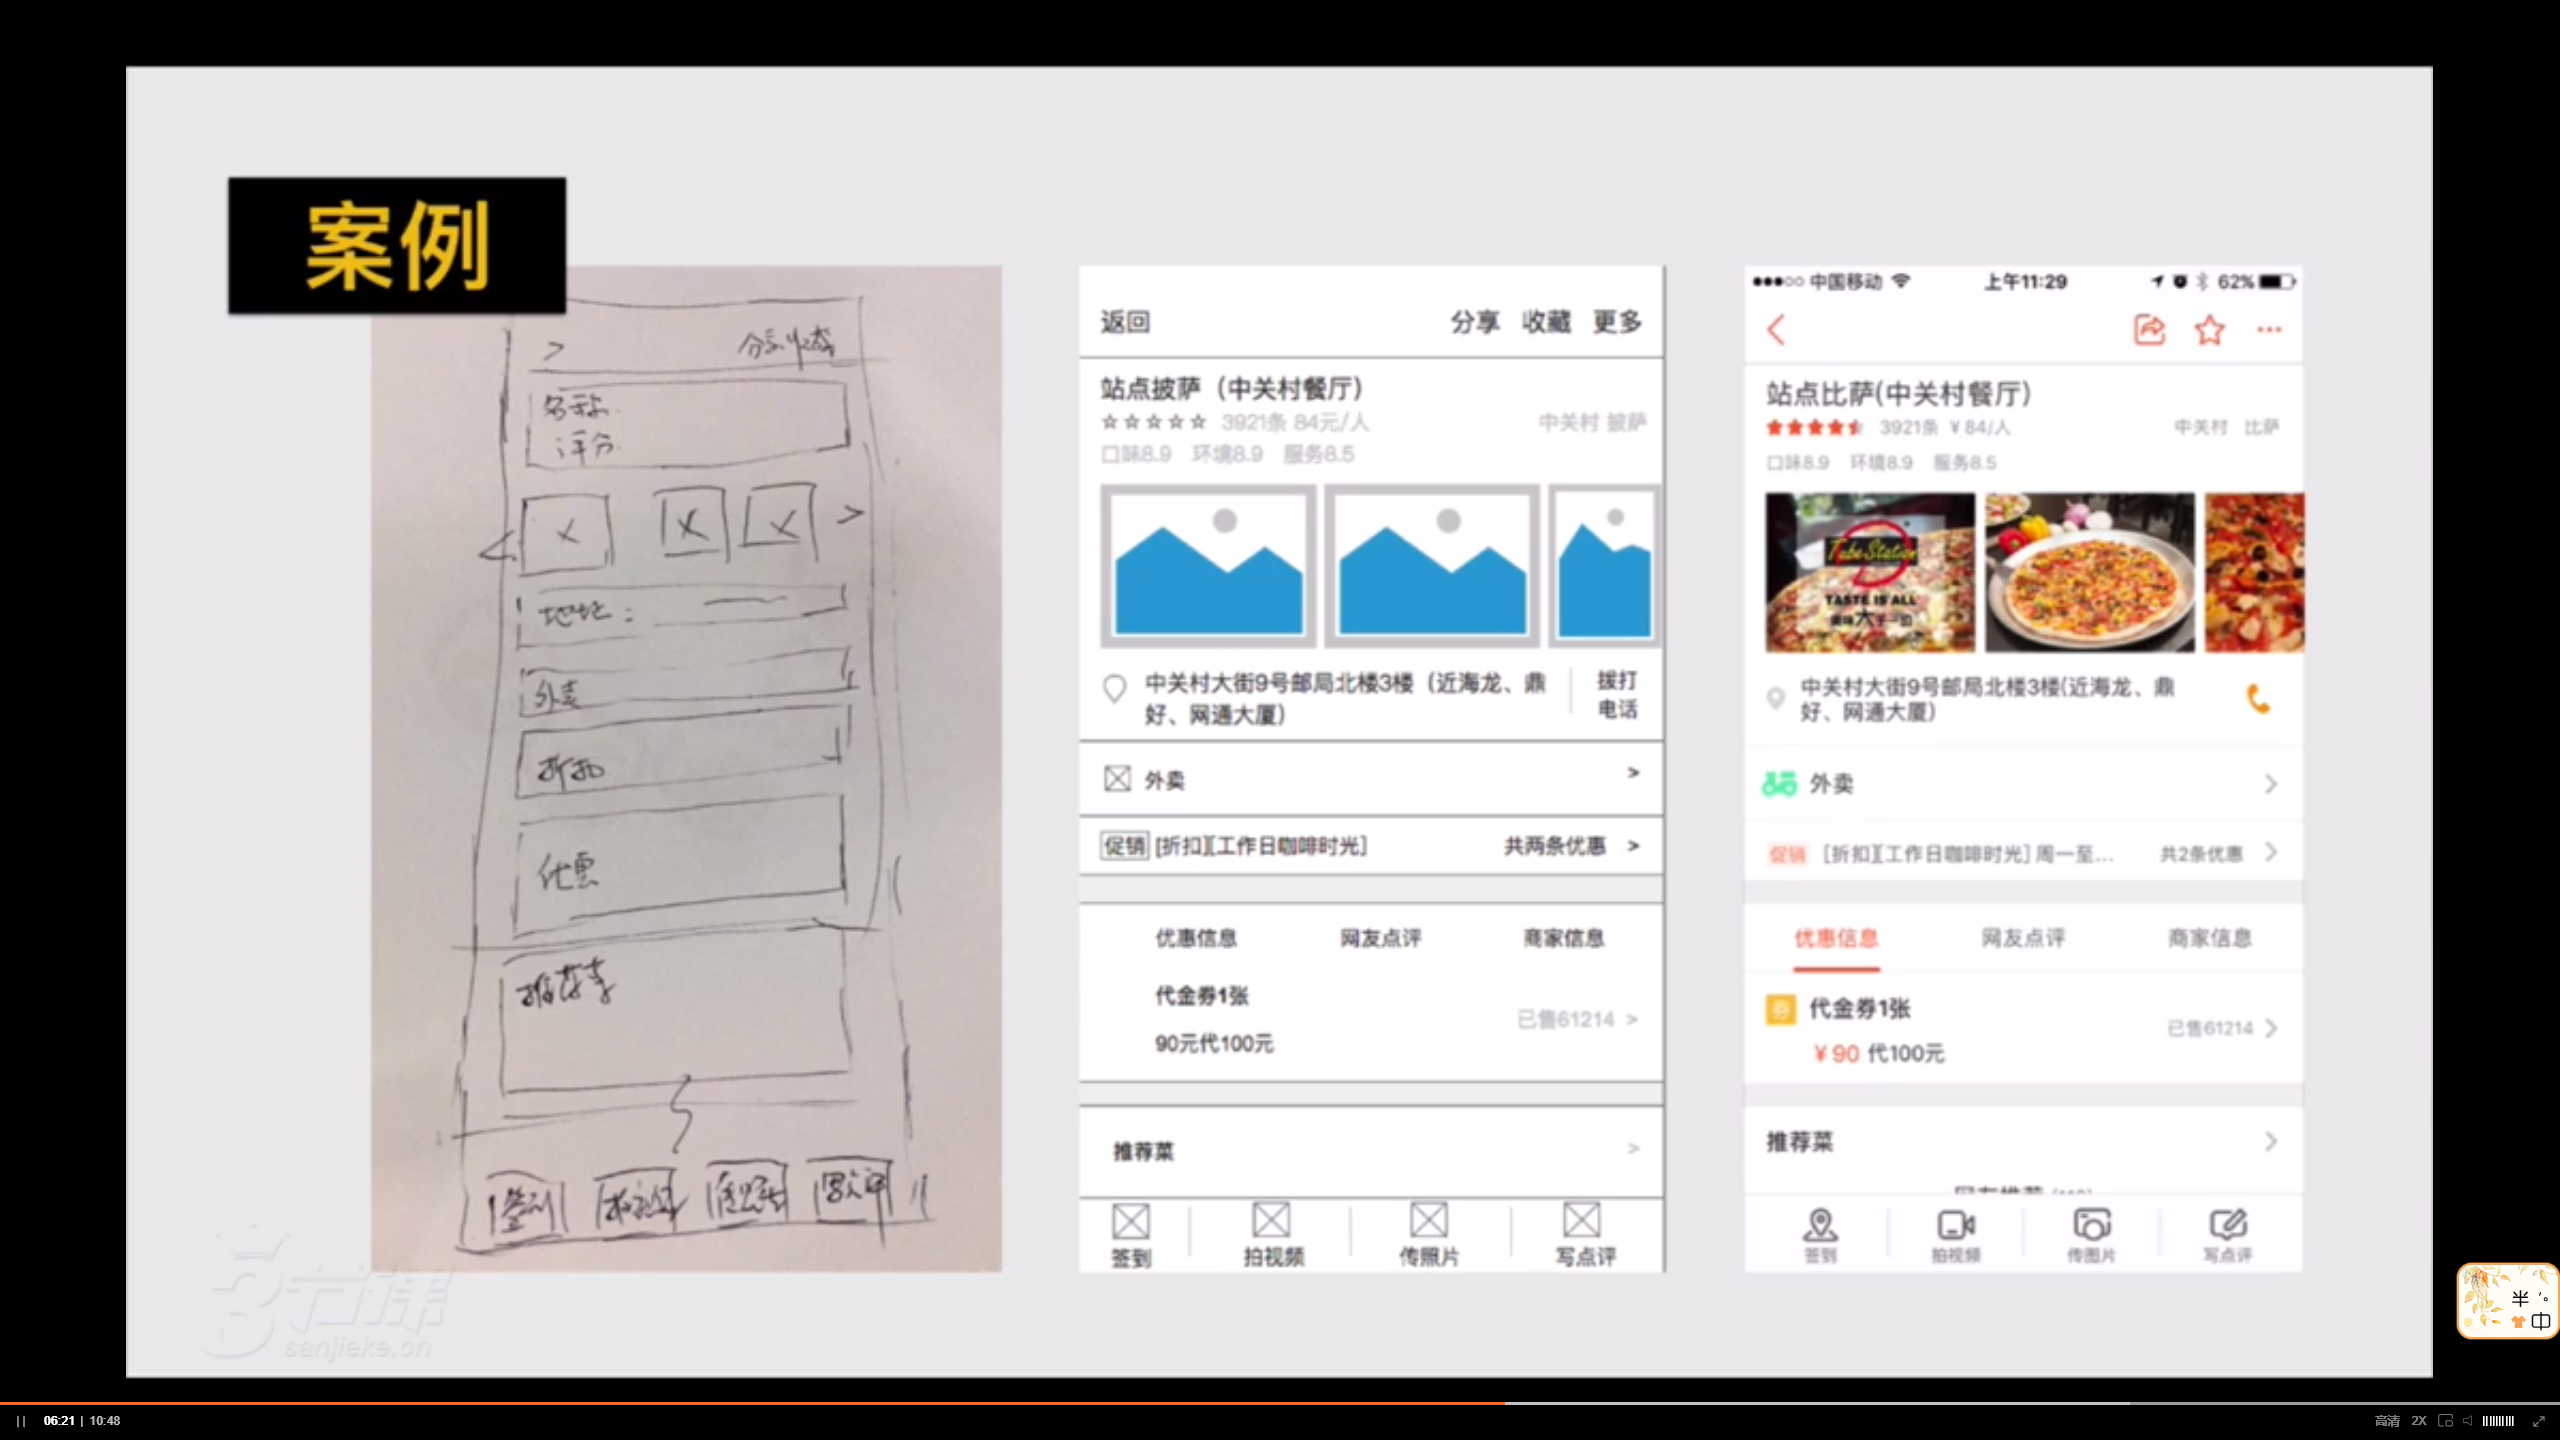 案例
分享 收藏
名称
评分
地址：
外卖
折扣
优惠
推荐菜
签到
返回 分享 收藏 更多
站点披萨（中关村餐厅）
3921条 84元/人 中关村 披萨
口味8.9 环境8.9 服务8.5
中关村大街9号邮局北楼3楼（近海龙、鼎
好、网通大厦）
拨打
电话
外卖 >
促销 [折扣][工作日咖啡时光] 共两条优惠 >
优惠信息 网友点评 商家信息
代金券1张
已售61214 >
90元代100元
推荐菜 >
签到 拍视频 传照片 写点评
中国移动 上午11:29 62%
站点比萨(中关村餐厅)
3921条 ¥84/人 中关村 比萨
口味8.9 环境8.9 服务8.5
Tube Station
TASTE IS ALL
中关村大街9号邮局北楼3楼(近海龙、鼎
好、网通大厦)
外卖
促销 [折扣][工作日咖啡时光] 周一至... 共2条优惠
优惠信息 网友点评 商家信息
券 代金券1张
已售61214
¥90 代100元
推荐菜
签到 拍视频 传图片 写点评
3节课
sanjieke.cn
半 中
06:21 | 10:48
高清 2X